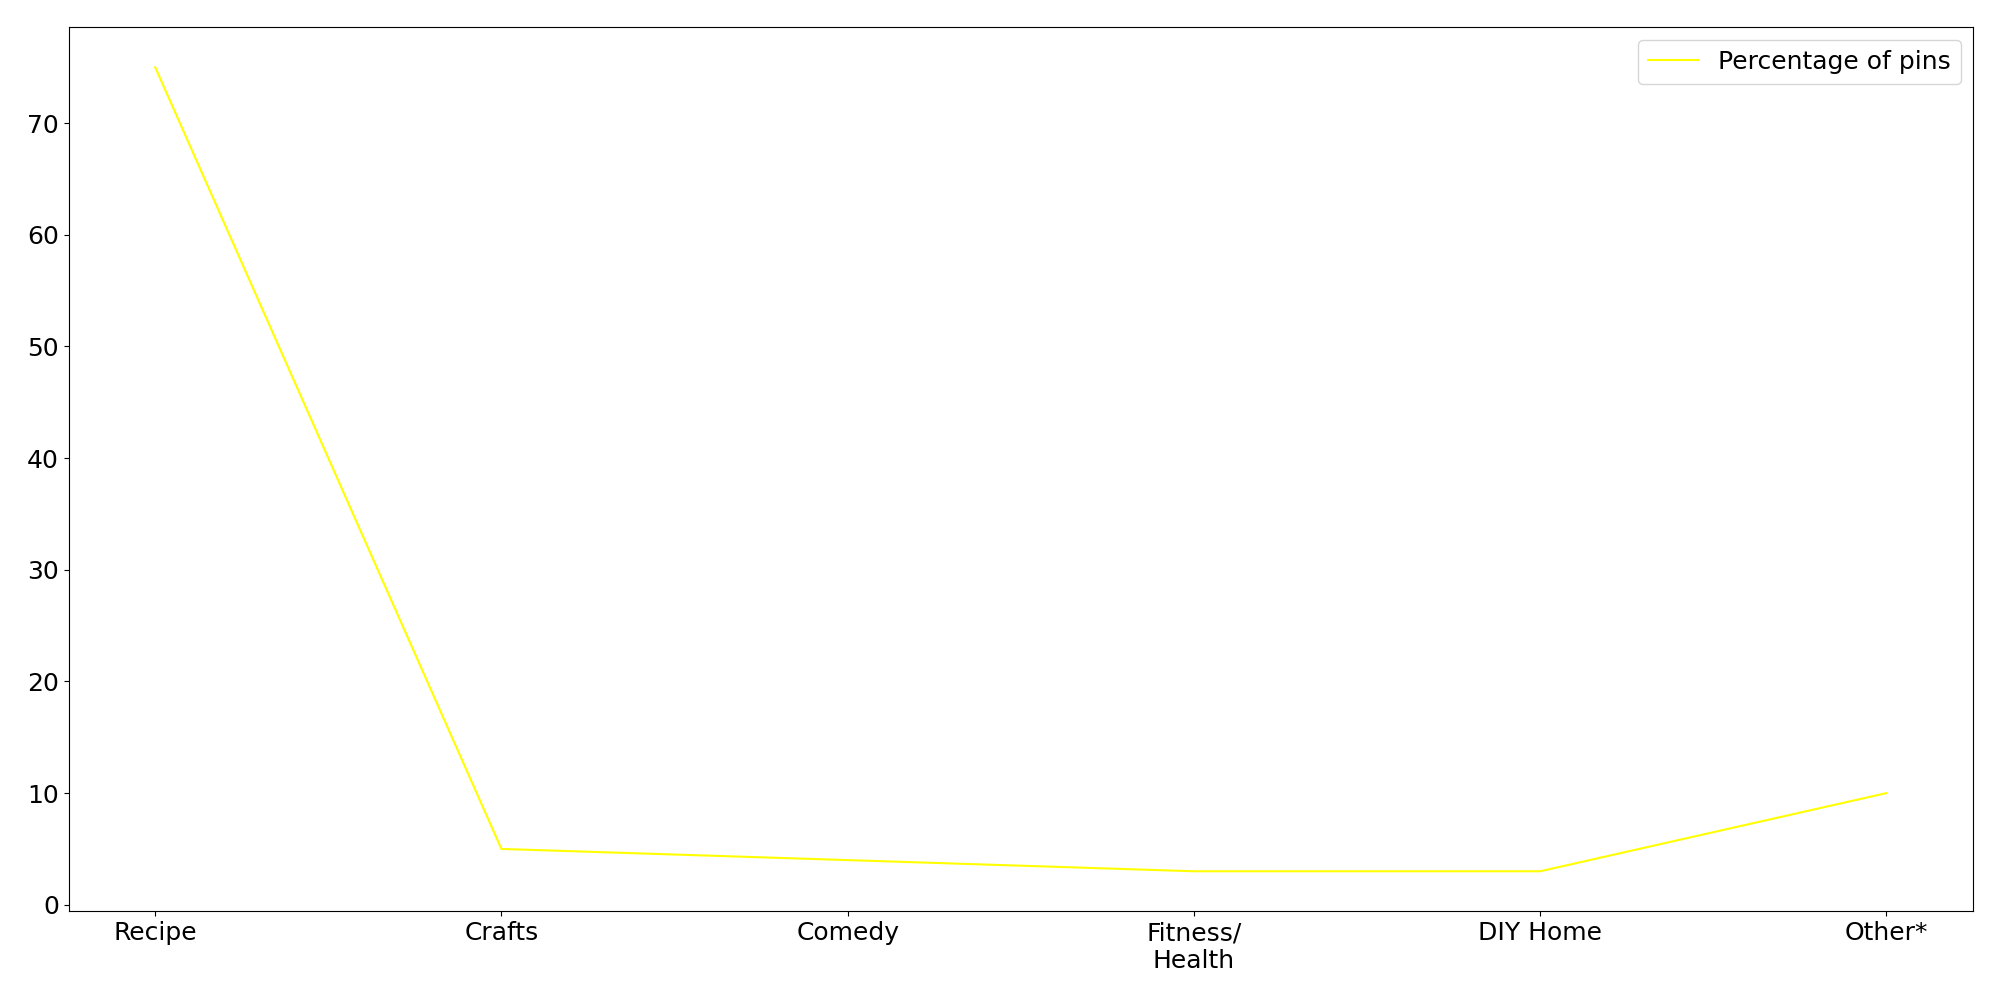 Percentage of pins
70
60
50
40
30
20
10
0
Recipe
Crafts
Comedy
Fitness/
Health
DIY Home
Other*